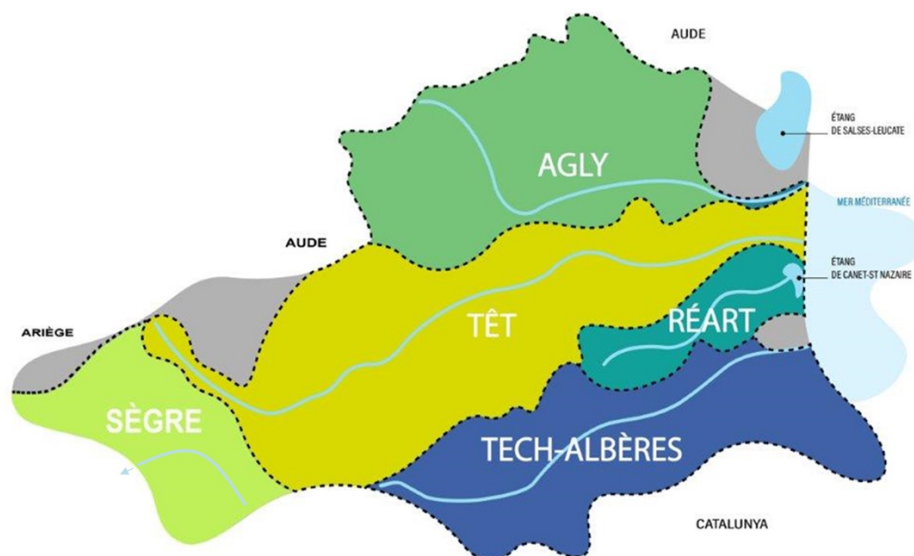 AUDE
ÉTANG
DE SALSES-LEUCATE
AGLY
MER MÉDITERRANÉE
AUDE
ÉTANG
DE CANET-ST NAZAIRE
ARIÈGE
TÊT
RÉART
SÈGRE
TECH-ALBÈRES
CATALUNYA